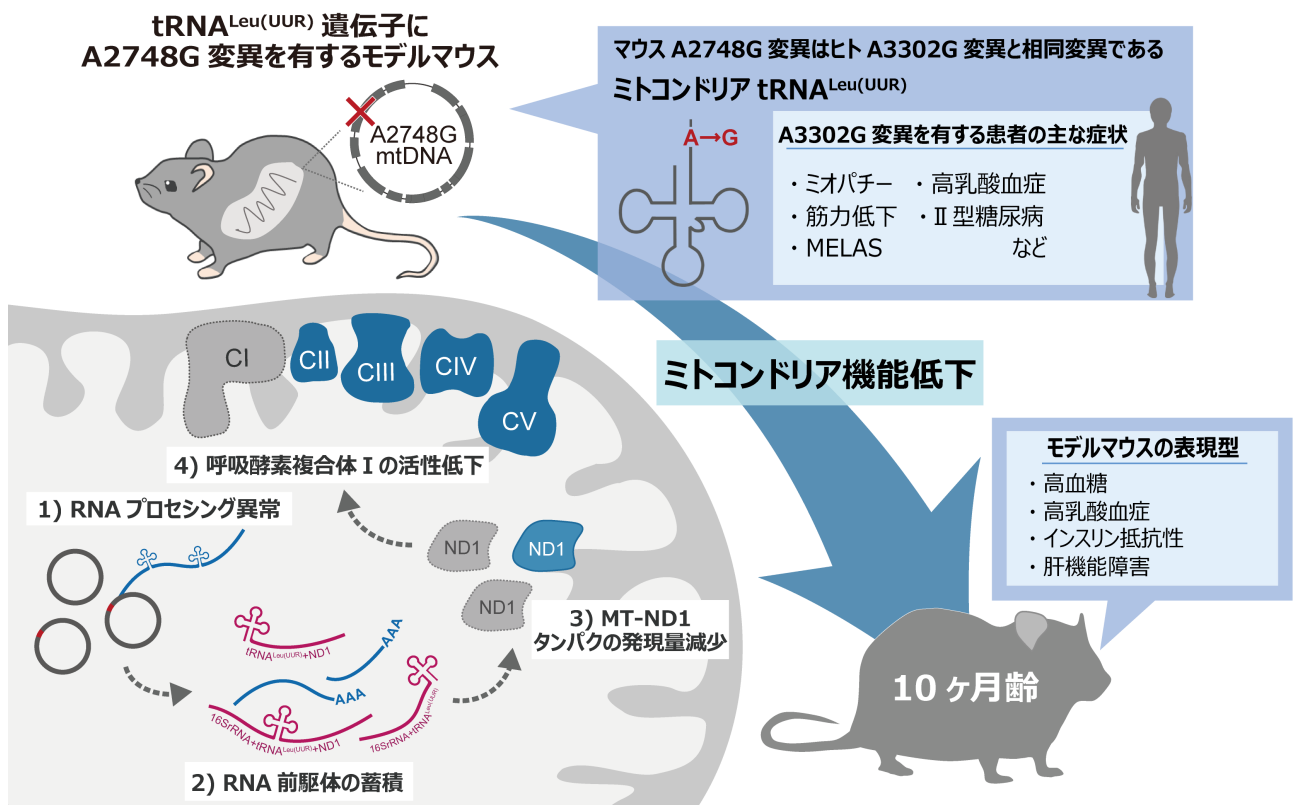 tRNALeu(UUR) 遺伝子に
A2748G 変異を有するモデルマウス
A2748G
mtDNA
マウス A2748G 変異はヒト A3302G 変異と相同変異である
ミトコンドリア tRNALeu(UUR)
A→G
A3302G 変異を有する患者の主な症状
・ミオパチー ・高乳酸血症
・筋力低下 ・Ⅱ型糖尿病
・MELAS など
ミトコンドリア機能低下
CI
CII
CIII
CIV
CV
4) 呼吸酵素複合体 I の活性低下
1) RNA プロセシング異常
ND1
ND1
ND1
3) MT-ND1
タンパクの発現量減少
tRNALeu(UUR)+ND1
AAA
AAA
16SrRNA+tRNALeu(UUR)+ND1
16SrRNA+tRNALeu(UUR)
2) RNA 前駆体の蓄積
モデルマウスの表現型
・高血糖
・高乳酸血症
・インスリン抵抗性
・肝機能障害
10 ヶ月齢